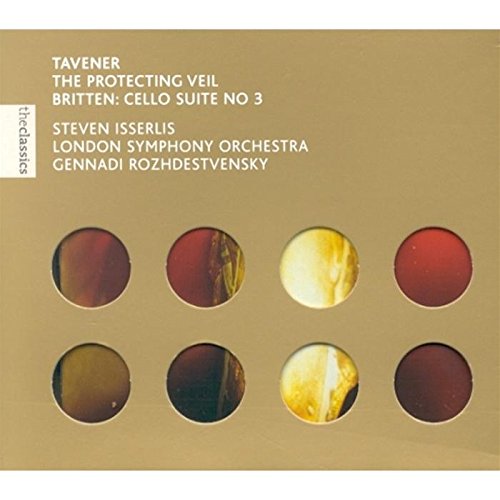 TAVENER
THE PROTECTING VEIL
BRITTEN: CELLO SUITE NO 3
STEVEN ISSERLIS
LONDON SYMPHONY ORCHESTRA
GENNADI ROZHDESTVENSKY
theclassics